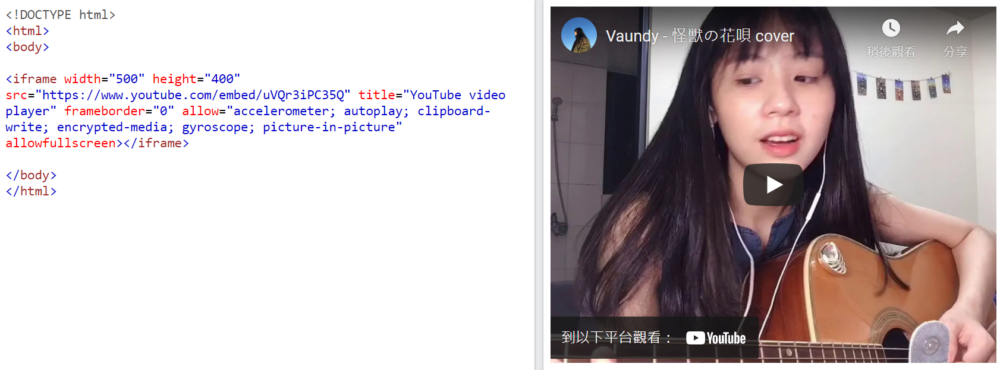 <!DOCTYPE html>
<html>
<body>
<iframe width="500" height="400"
src="https://www.youtube.com/embed/uVQr3iPC35Q" title="YouTube video
player" frameborder="0" allow="accelerometer; autoplay; clipboard-
write; encrypted-media; gyroscope; picture-in-picture"
allowfullscreen></iframe>
</body>
</html>
Vaundy - 怪獣の花唄 cover
稍後觀看
分享
到以下平台觀看：
YouTube